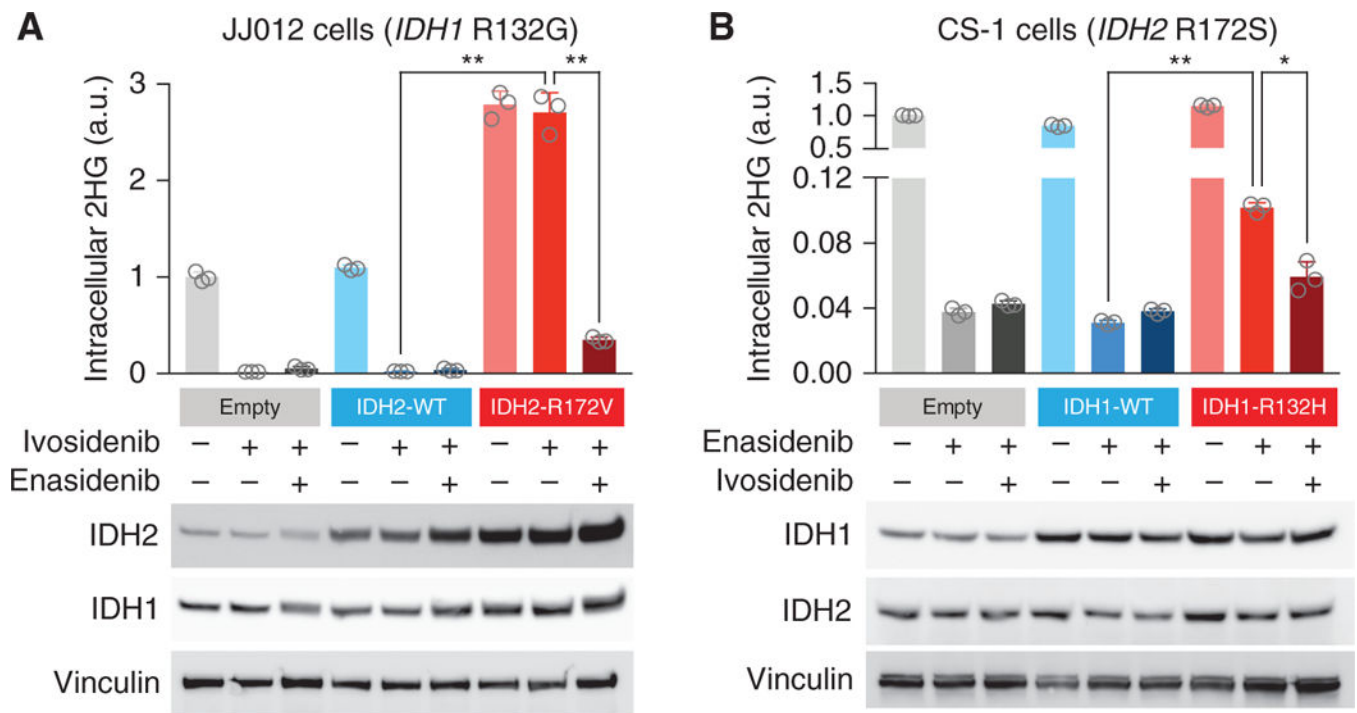 A
JJ012 cells (IDH1 R132G)
** **
Intracellular 2HG (a.u.)
3
2
1
0
Empty IDH2-WT IDH2-R172V
Ivosidenib − + + − + + − + +
Enasidenib − − + − − + − − +
IDH2
IDH1
Vinculin
B
CS-1 cells (IDH2 R172S)
** *
Intracellular 2HG (a.u.)
1.5
1.0
0.5
0.12
0.08
0.04
0.00
Empty IDH1-WT IDH1-R132H
Enasidenib − + + − + + − + +
Ivosidenib − − + − − + − − +
IDH1
IDH2
Vinculin